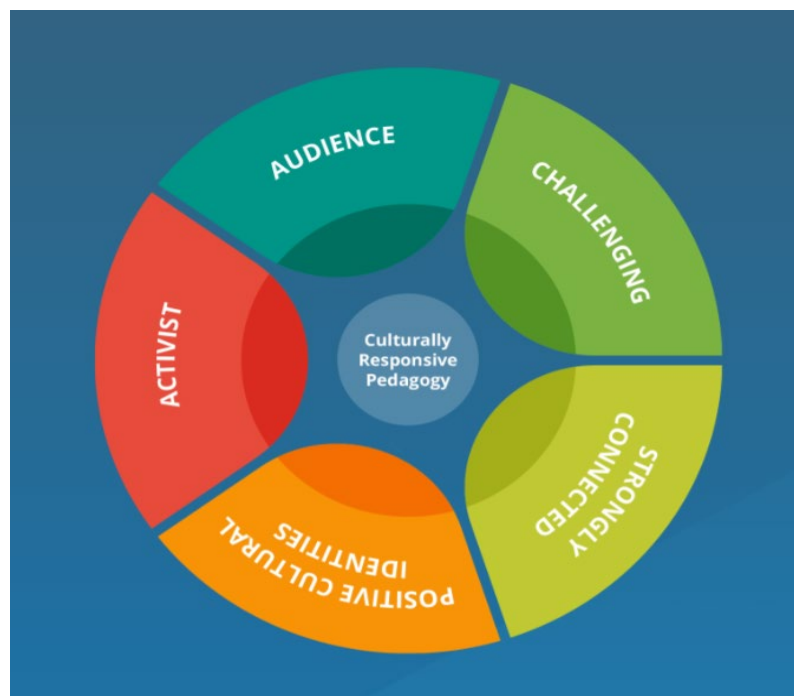 AUDIENCE
CHALLENGING
STRONGLY
CONNECTED
POSITIVE CULTURAL
IDENTITIES
ACTIVIST
Culturally
Responsive
Pedagogy